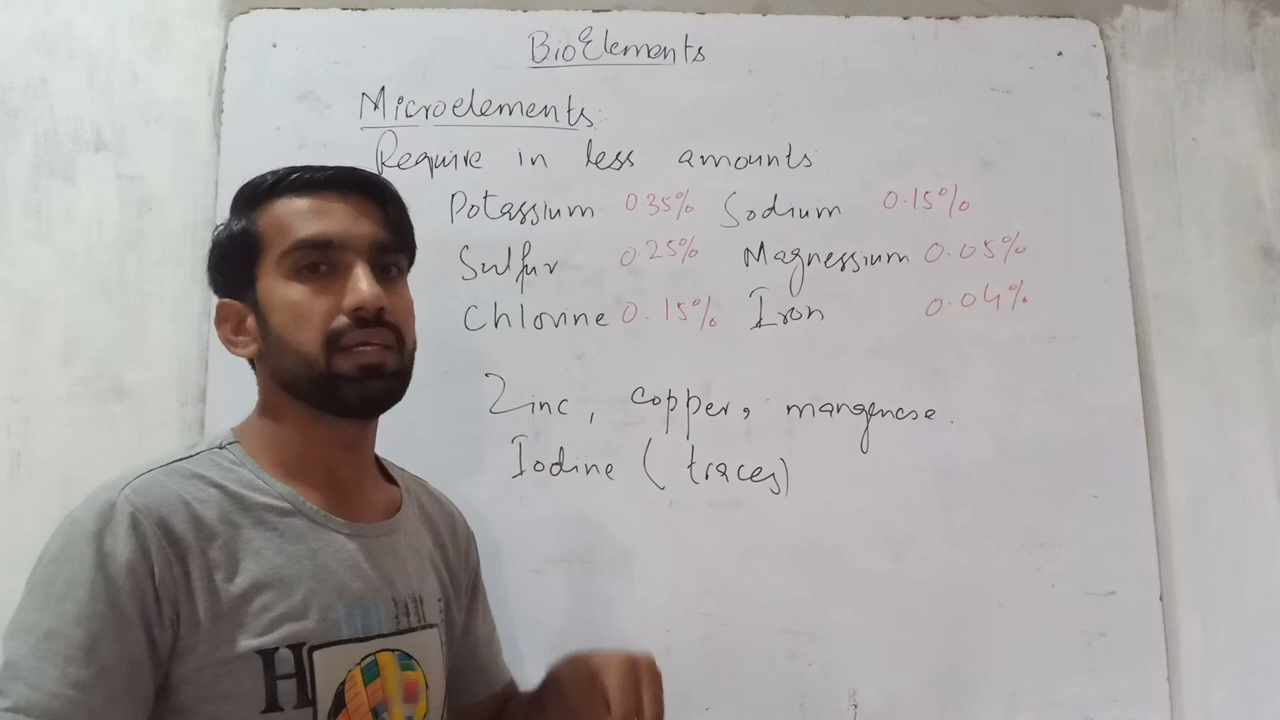 BioElements
Microelements:
Require in less amounts
Potassium 0.35% Sodium 0.15%
Sulfur 0.25% Magnessium 0.05%
Chlorine 0.15% Iron 0.04%
Zinc, copper, mangenese.
Iodine (traces)
H